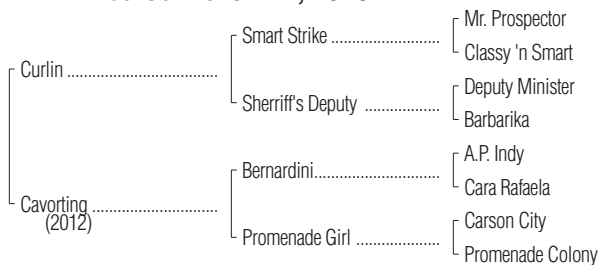 Mr. Prospector
Smart Strike ....................
Classy 'n Smart
Curlin ............................
Deputy Minister
Sherriff's Deputy ..............
Barbarika
A.P. Indy
Bernardini.......................
Cara Rafaela
Cavorting .......................
(2012)
Carson City
Promenade Girl ...............
Promenade Colony